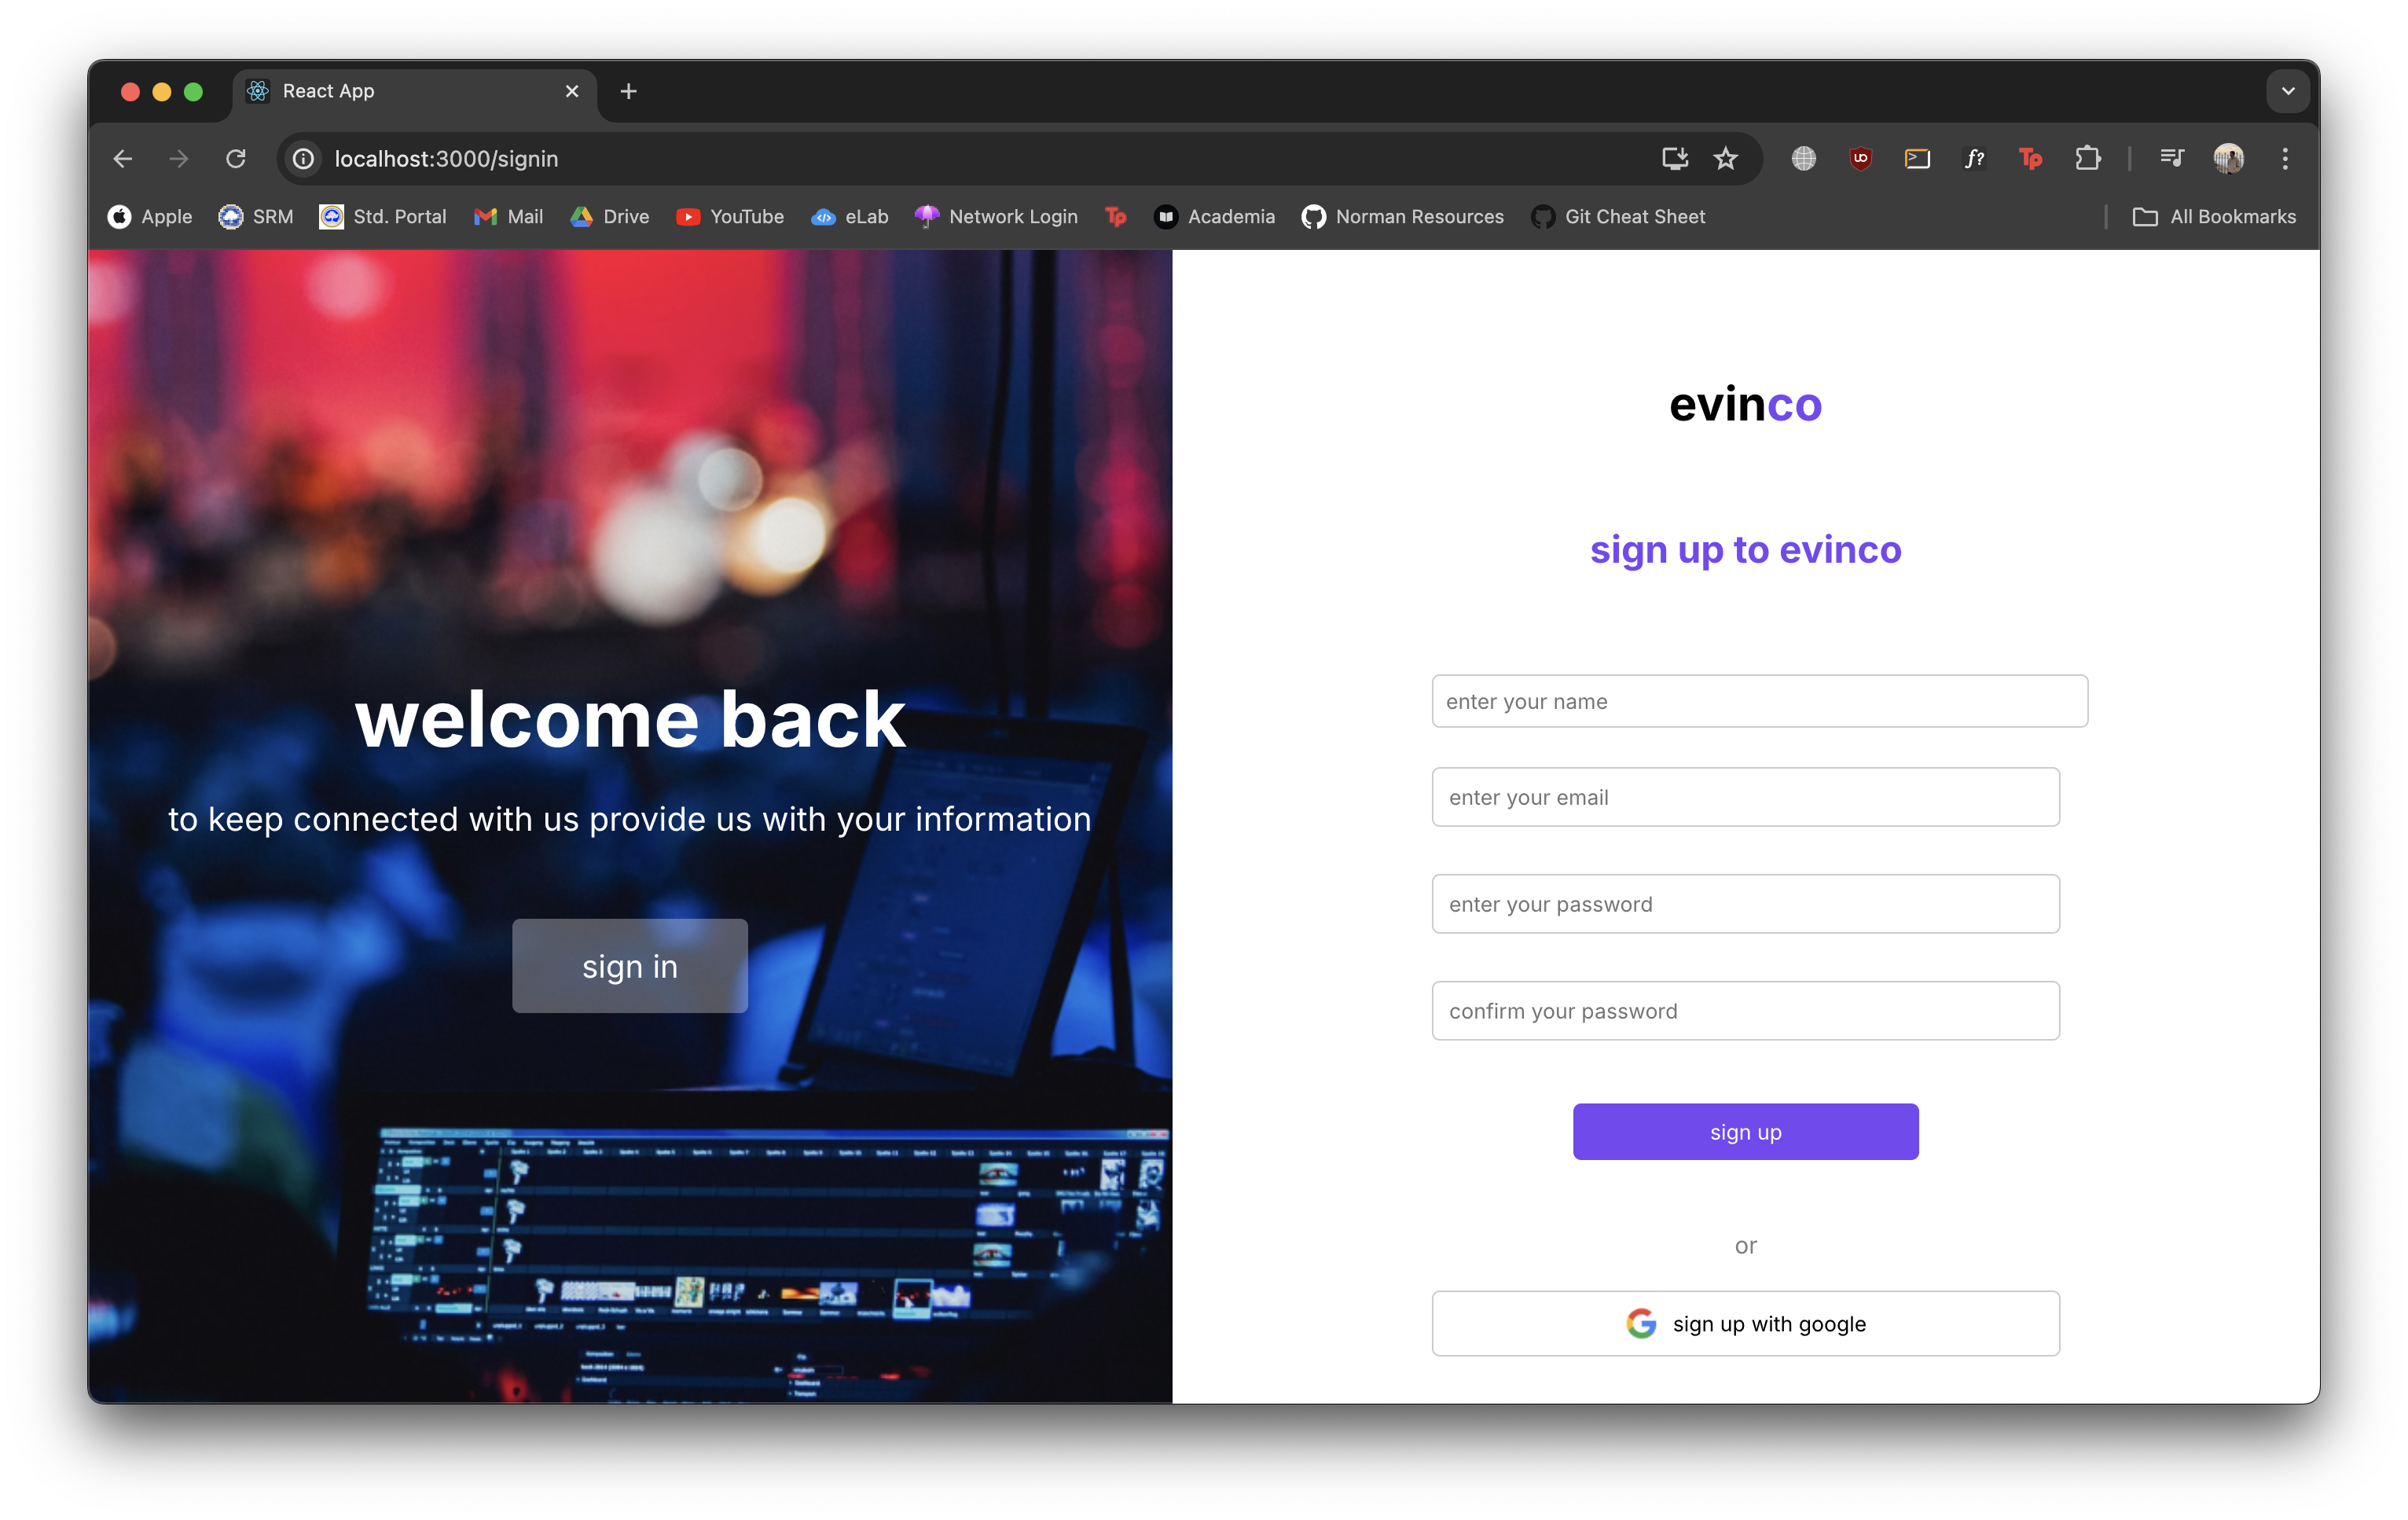 React App
localhost:3000/signin
Apple SRM Std. Portal Mail Drive YouTube eLab Network Login Tp Academia Norman Resources Git Cheat Sheet All Bookmarks
welcome back
to keep connected with us provide us with your information
sign in
evinco
sign up to evinco
enter your name
enter your email
enter your password
confirm your password
sign up
or
sign up with google